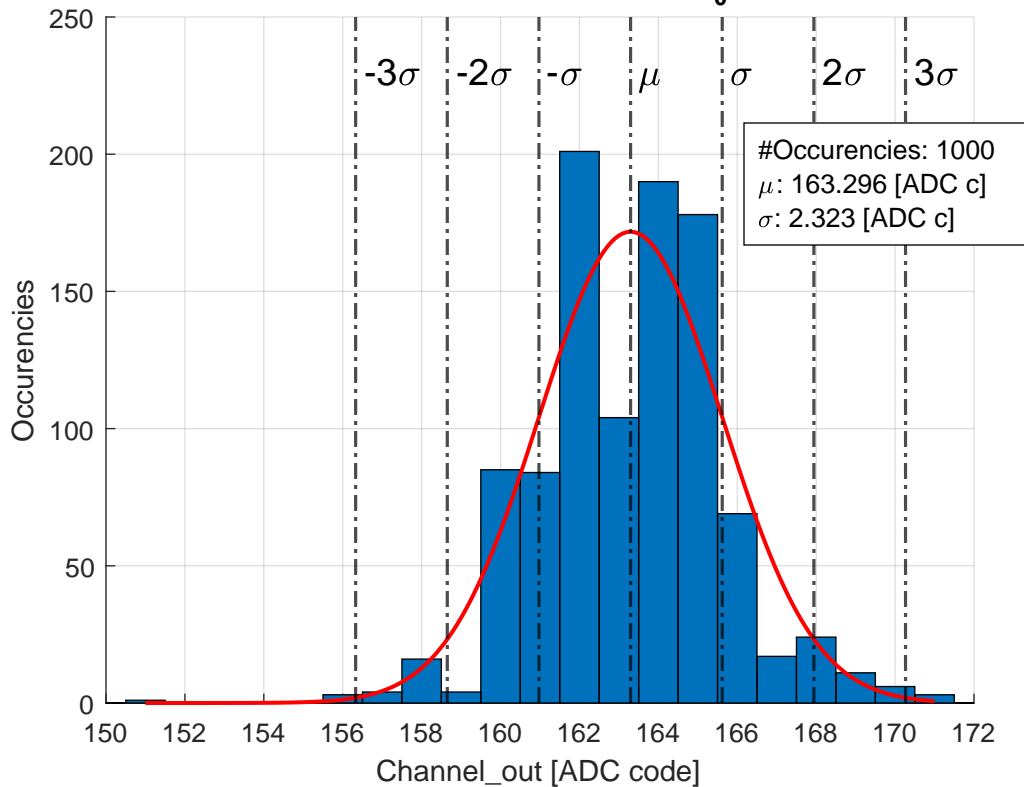 0
250
200
150
100
50
0
Occurencies
-3σ -2σ -σ μ σ 2σ 3σ
#Occurencies: 1000
μ: 163.296 [ADC c]
σ: 2.323 [ADC c]
150 152 154 156 158 160 162 164 166 168 170 172
Channel_out [ADC code]